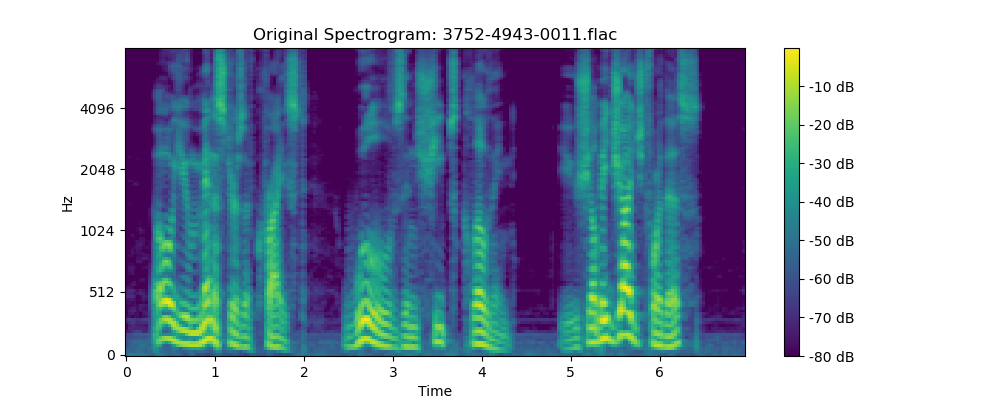 Original Spectrogram: 3752-4943-0011.flac
4096
2048
1024
512
0
Hz
0 1 2 3 4 5 6
Time
-10 dB
-20 dB
-30 dB
-40 dB
-50 dB
-60 dB
-70 dB
-80 dB